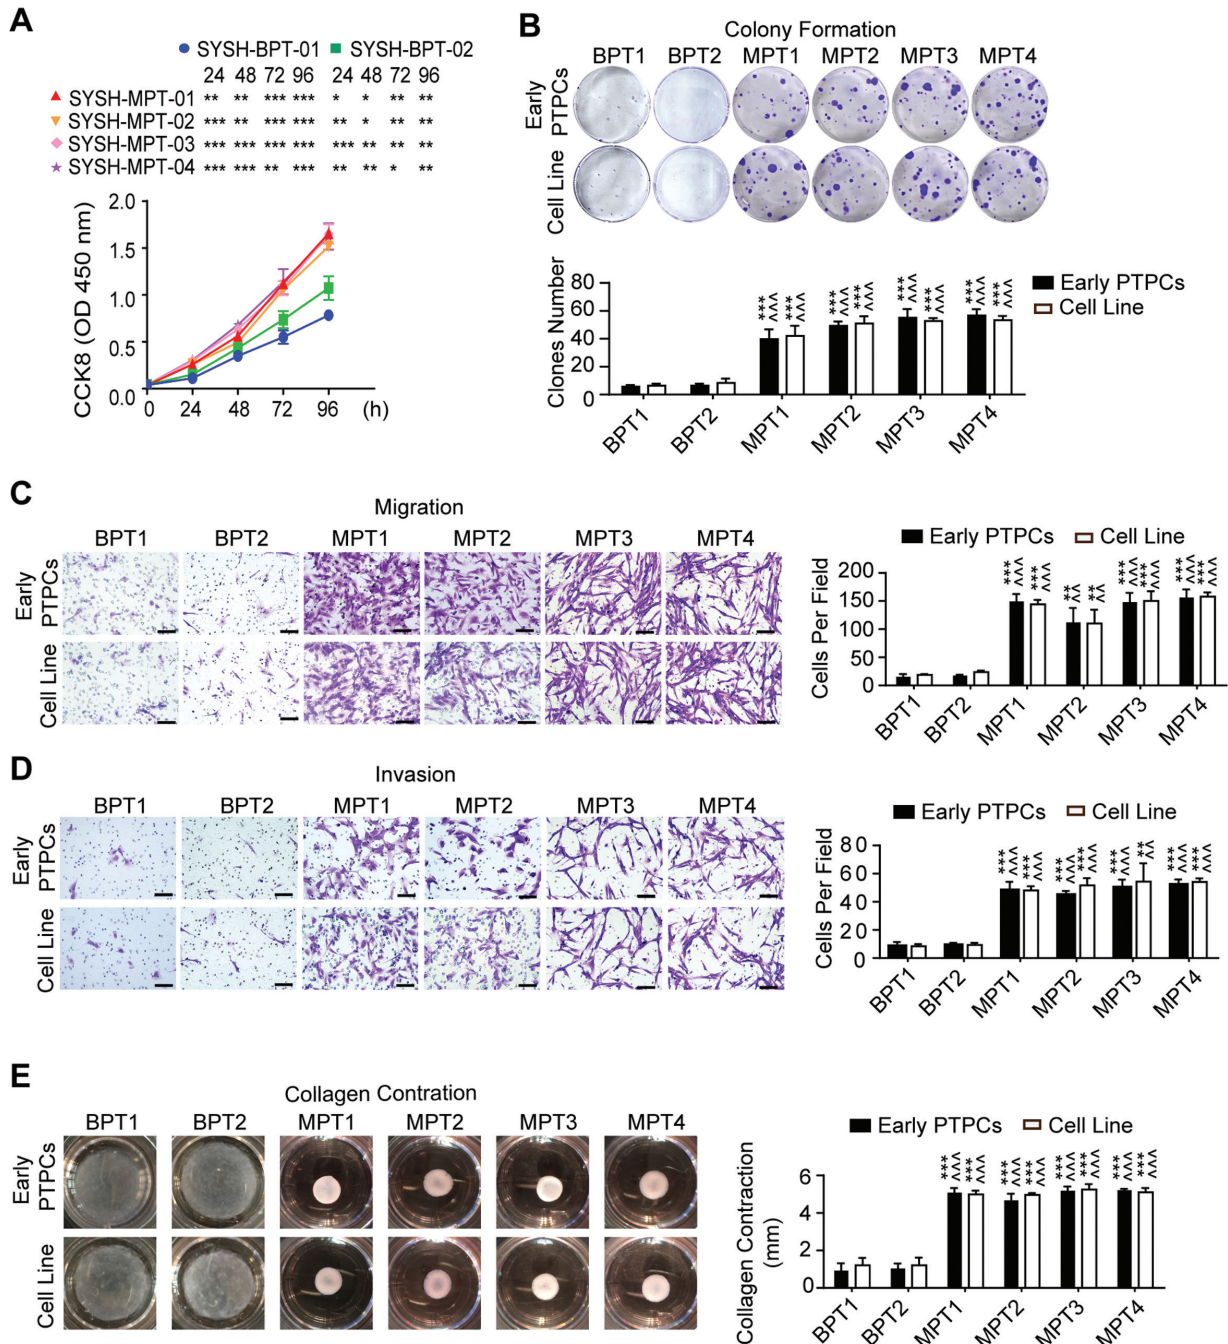 A
SYSH-BPT-01 SYSH-BPT-02
24 48 72 96 24 48 72 96
SYSH-MPT-01 ** ** *** *** * * ** **
SYSH-MPT-02 *** ** *** *** ** * ** **
SYSH-MPT-03 *** *** *** *** *** ** ** **
SYSH-MPT-04 *** *** ** *** ** ** * **
CCK8 (OD 450 nm)
2.0
1.5
1.0
0.5
0.0
0 24 48 72 96 (h)
B
Colony Formation
BPT1 BPT2 MPT1 MPT2 MPT3 MPT4
Early
PTPCs
Cell Line
Clones Number
80
60
40
20
0
*** ^^^ *** ^^^ *** ^^^ *** ^^^ *** ^^^ *** ^^^ *** ^^^ *** ^^^
Early PTPCs
Cell Line
BPT1 BPT2 MPT1 MPT2 MPT3 MPT4
C
Migration
BPT1 BPT2 MPT1 MPT2 MPT3 MPT4
Early
PTPCs
Cell Line
Early PTPCs Cell Line
Cells Per Field
200
150
100
50
0
*** ^^^ *** ^^^ ** ^^ ** ^^ *** ^^^ *** ^^^ *** ^^^ *** ^^^
BPT1 BPT2 MPT1 MPT2 MPT3 MPT4
D
Invasion
BPT1 BPT2 MPT1 MPT2 MPT3 MPT4
Early
PTPCs
Cell Line
Early PTPCs Cell Line
Cells Per Field
80
60
40
20
0
*** ^^^ *** ^^^ *** ^^^ *** ^^^ *** ^^^ ** ^^ *** ^^^ *** ^^^
BPT1 BPT2 MPT1 MPT2 MPT3 MPT4
E
Collagen Contration
BPT1 BPT2 MPT1 MPT2 MPT3 MPT4
Early
PTPCs
Cell Line
Early PTPCs Cell Line
Collagen Contraction
(mm)
6
4
2
0
*** ^^^ *** ^^^ *** ^^^ *** ^^^ *** ^^^ *** ^^^ *** ^^^ *** ^^^
BPT1 BPT2 MPT1 MPT2 MPT3 MPT4